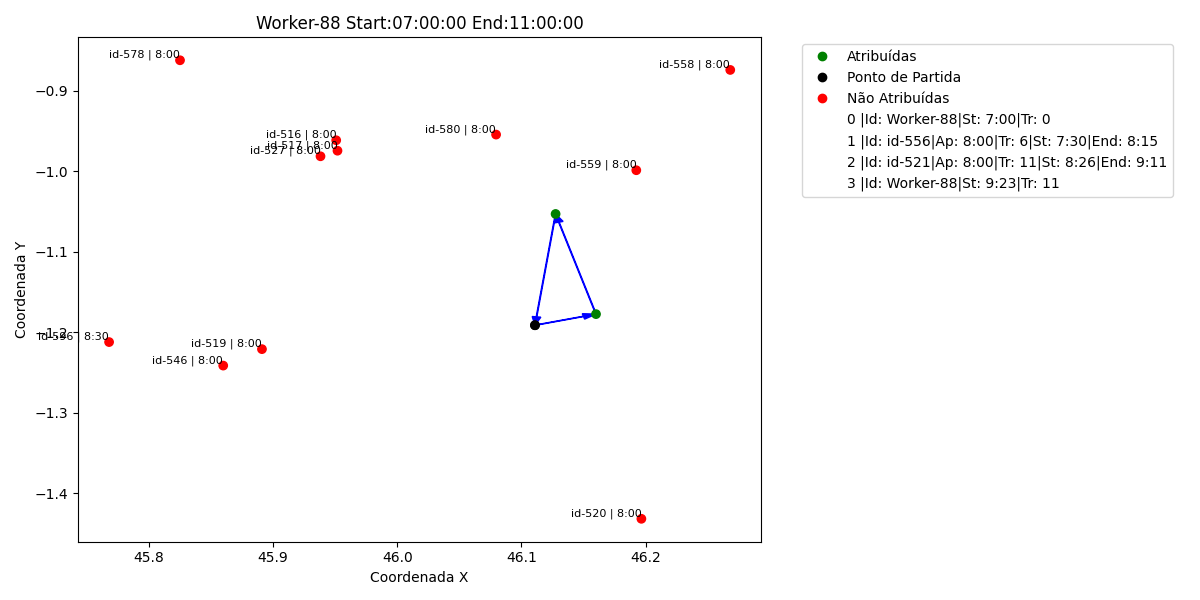 Worker-88 Start:07:00:00 End:11:00:00
Coordenada Y
−0.9
−1.0
−1.1
−1.2
−1.3
−1.4
id-578 | 8:00
id-558 | 8:00
id-580 | 8:00
id-516 | 8:00
id-517 | 8:00
id-527 | 8:00
id-559 | 8:00
id-596 | 8:30
id-519 | 8:00
id-546 | 8:00
id-520 | 8:00
45.8 45.9 46.0 46.1 46.2
Coordenada X
Atribuídas
Ponto de Partida
Não Atribuídas
0 |Id: Worker-88|St: 7:00|Tr: 0
1 |Id: id-556|Ap: 8:00|Tr: 6|St: 7:30|End: 8:15
2 |Id: id-521|Ap: 8:00|Tr: 11|St: 8:26|End: 9:11
3 |Id: Worker-88|St: 9:23|Tr: 11